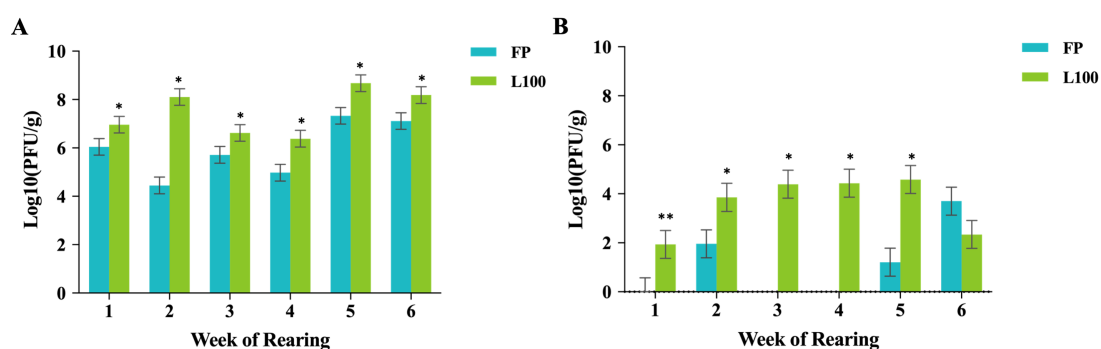 A
FP
L100
Log10(PFU/g)
10
8
6
4
2
0
* * * * * *
1 2 3 4 5 6
Week of Rearing
B
FP
L100
Log10(PFU/g)
10
8
6
4
2
0
** * * * *
1 2 3 4 5 6
Week of Rearing